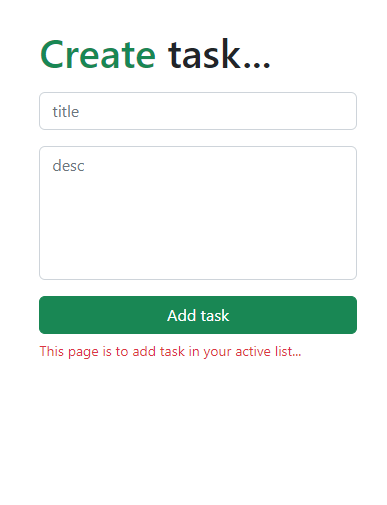 Create task...
title
desc
Add task
This page is to add task in your active list...